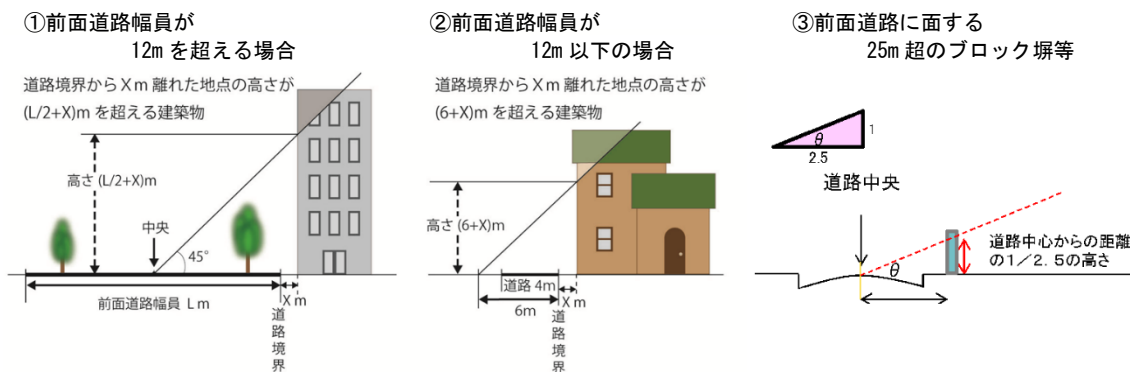 ①前面道路幅員が
12m を超える場合
道路境界からＸｍ離れた地点の高さが
(L/2+X)m を超える建築物
高さ (L/2+X)m
中央
45°
前面道路幅員 Ｌｍ
Ｘｍ
道路境界
②前面道路幅員が
12m 以下の場合
道路境界からＸｍ離れた地点の高さが
(6+X)m を超える建築物
高さ (6+X)m
道路 4m
6m
Ｘｍ
道路境界
③前面道路に面する
25m 超のブロック塀等
θ
1
2.5
道路中央
θ
道路中心からの距離
の１／２.５の高さ